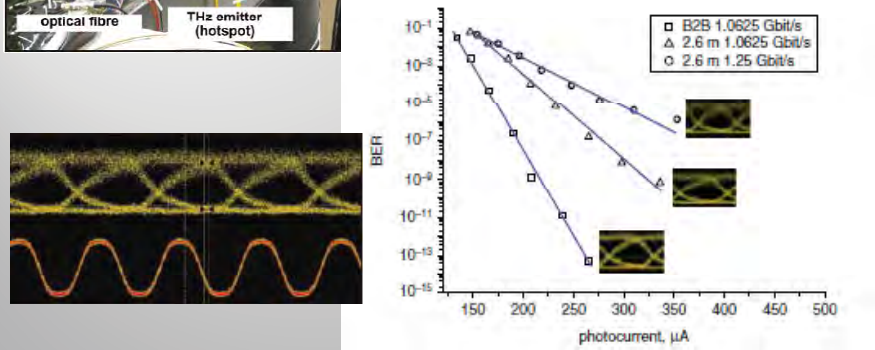 optical fibre
THz emitter
(hotspot)
B2B 1.0625 Gbit/s
2.6 m 1.0625 Gbit/s
2.6 m 1.25 Gbit/s
BER
10⁻¹
10⁻³
10⁻⁵
10⁻⁷
10⁻⁹
10⁻¹¹
10⁻¹³
10⁻¹⁵
150 200 250 300 350 400 450 500
photocurrent, µA